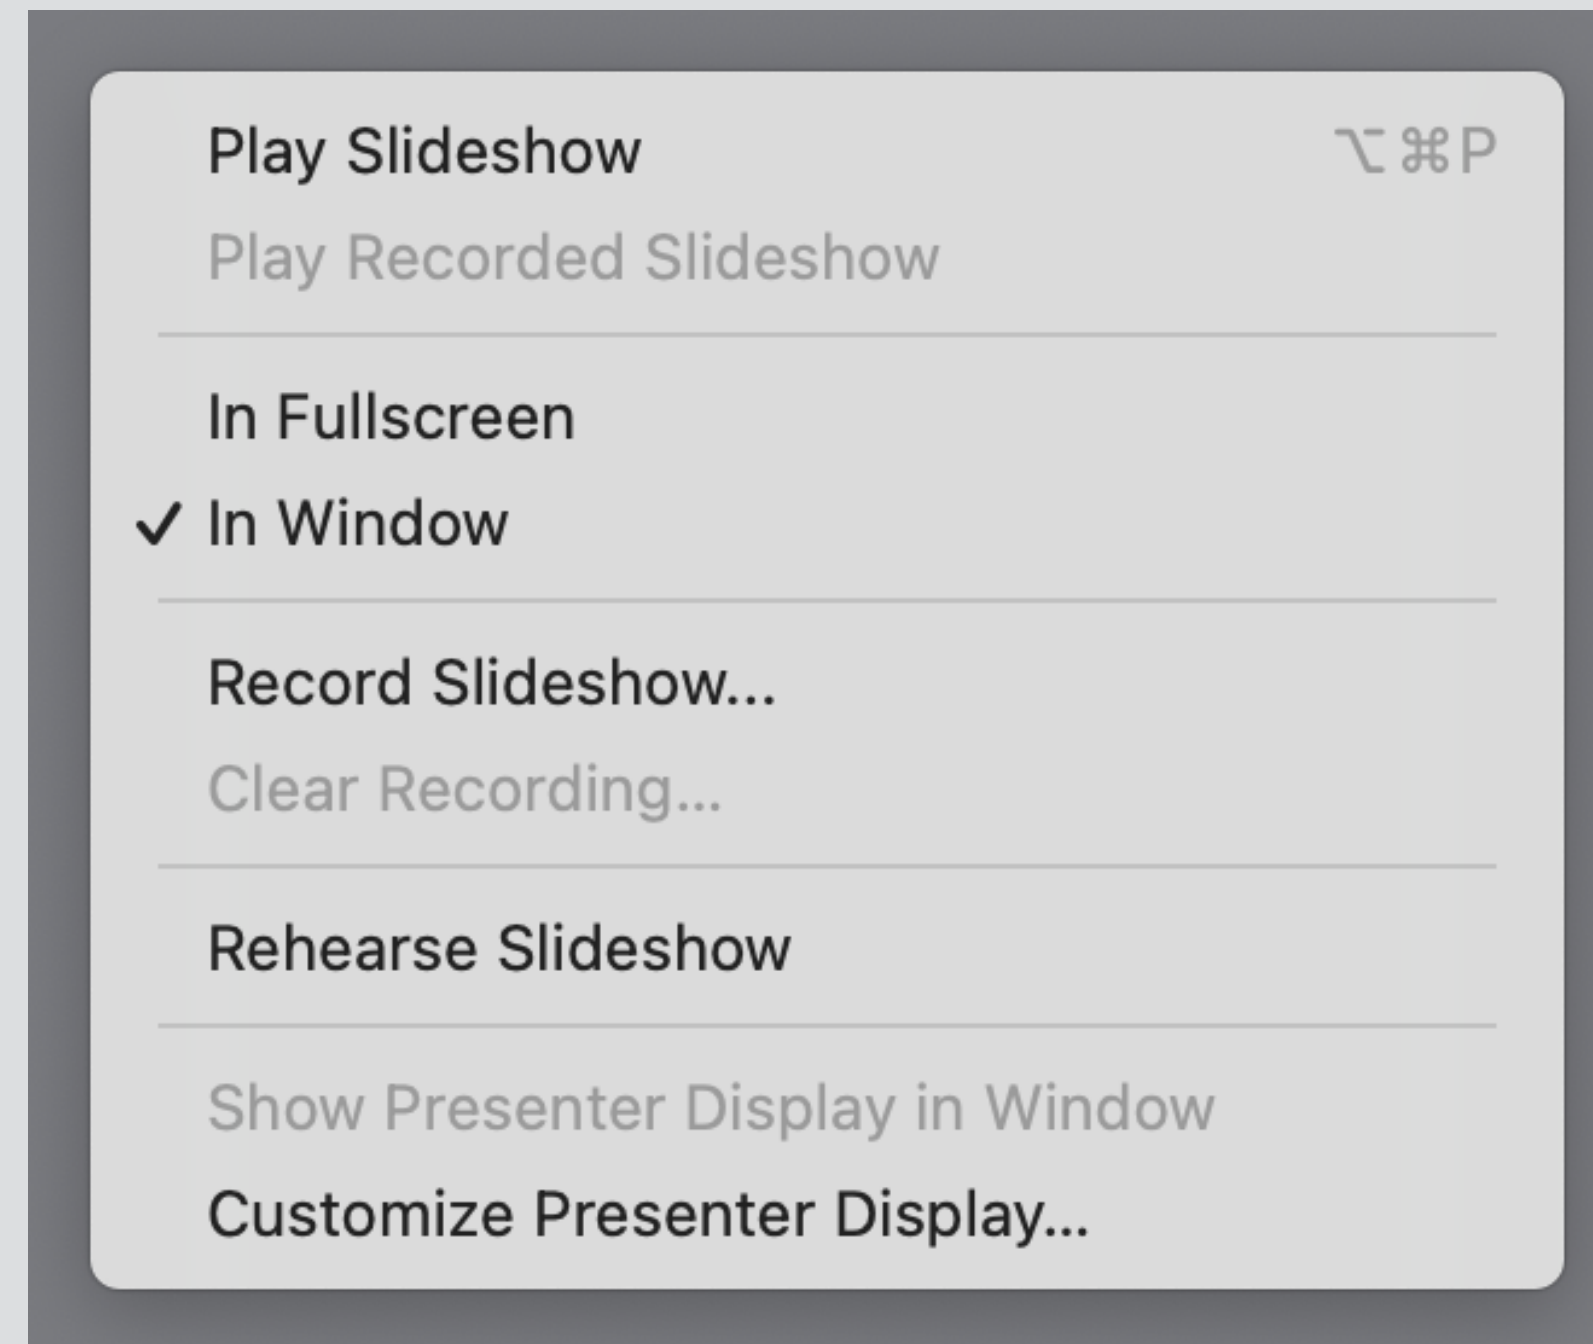 Play Slideshow ⌥⌘P
Play Recorded Slideshow
In Fullscreen
✓ In Window
Record Slideshow...
Clear Recording...
Rehearse Slideshow
Show Presenter Display in Window
Customize Presenter Display...